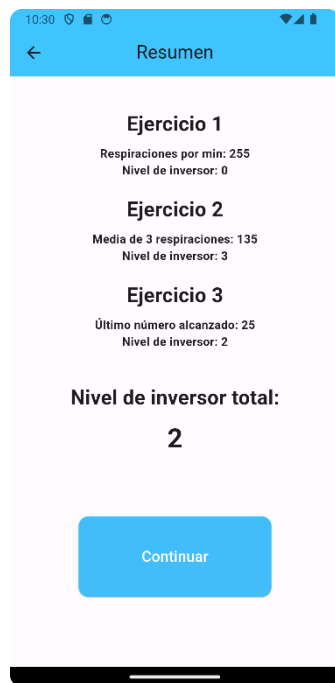 10:30
Resumen
Ejercicio 1
Respiraciones por min: 255
Nivel de inversor: 0
Ejercicio 2
Media de 3 respiraciones: 135
Nivel de inversor: 3
Ejercicio 3
Último número alcanzado: 25
Nivel de inversor: 2
Nivel de inversor total:
2
Continuar